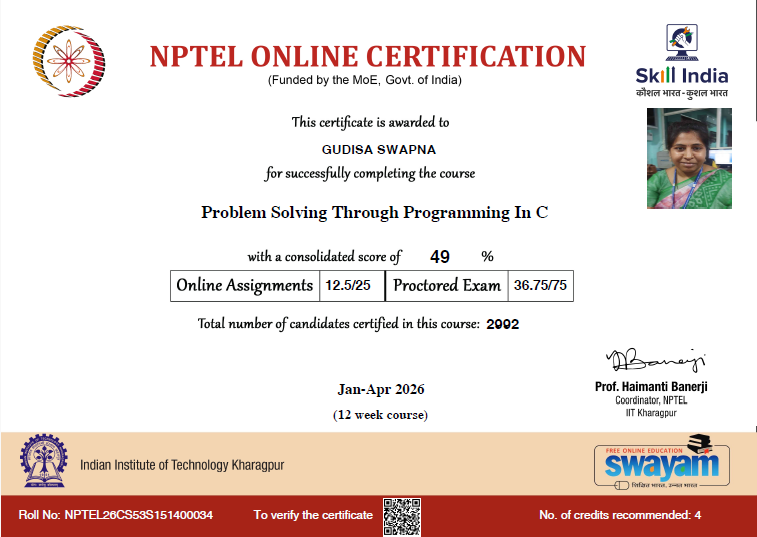 NPTEL ONLINE CERTIFICATION
(Funded by the MoE, Govt. of India)
Skill India
कौशल भारत - कुशल भारत
This certificate is awarded to
GUDISA SWAPNA
for successfully completing the course
Problem Solving Through Programming In C
with a consolidated score of 49 %
Online Assignments 12.5/25 Proctored Exam 36.75/75
Total number of candidates certified in this course: 2992
Jan-Apr 2026
(12 week course)
Prof. Haimanti Banerji
Coordinator, NPTEL
IIT Kharagpur
Indian Institute of Technology Kharagpur
FREE ONLINE EDUCATION
swayam
शिक्षित भारत, उन्नत भारत
Roll No: NPTEL26CS53S151400034 To verify the certificate No. of credits recommended: 4